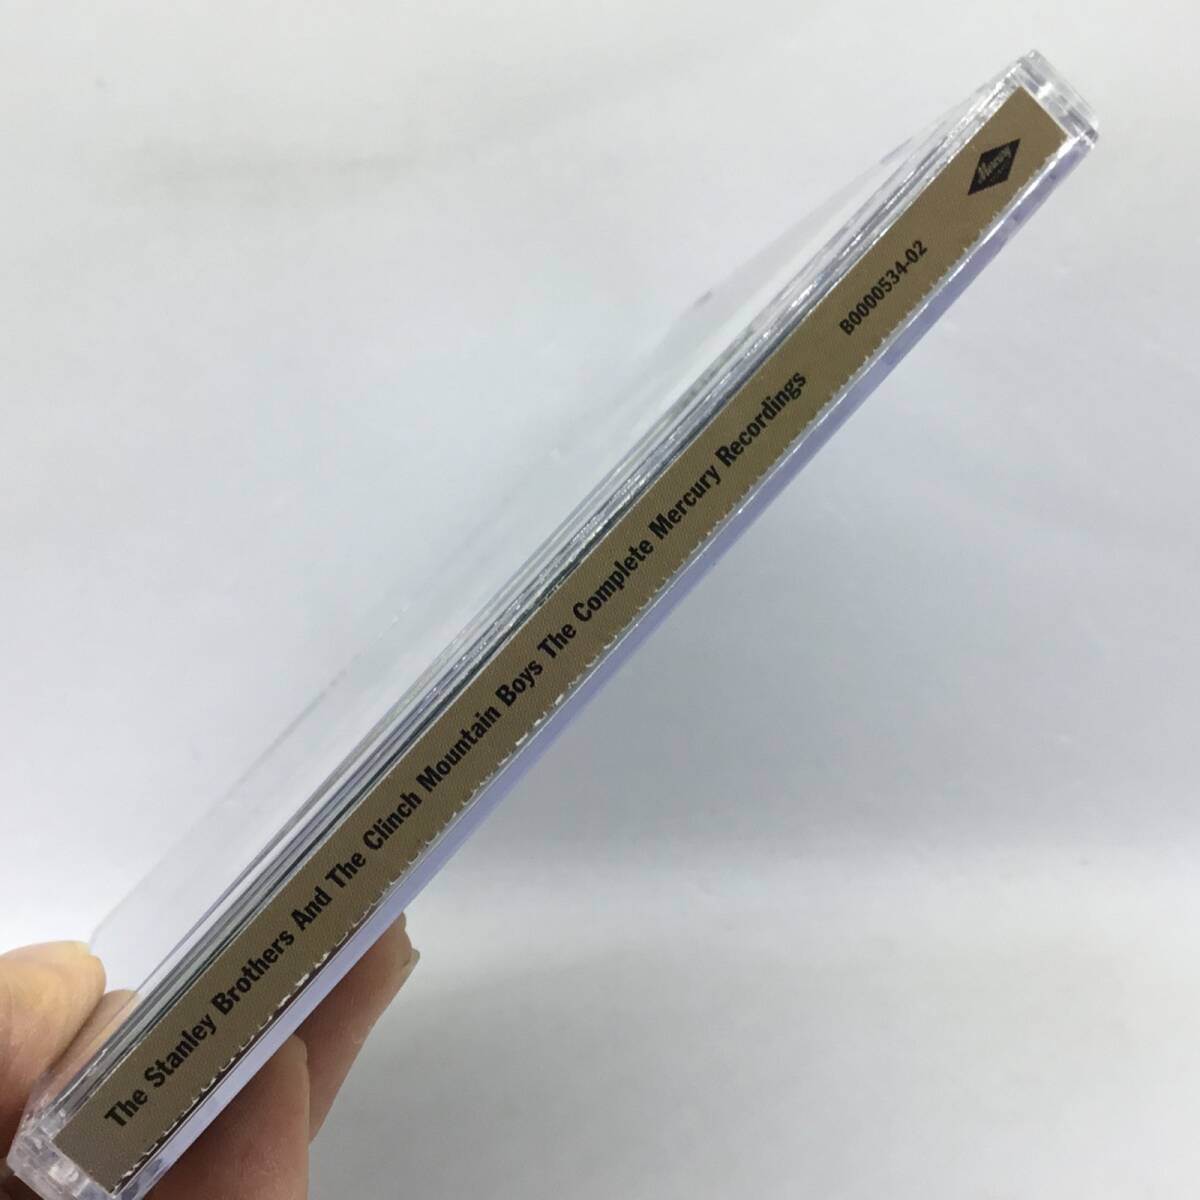 The Stanley Brothers And The Clinch Mountain Boys The Complete Mercury Recordings
B0000534-02
Mercury